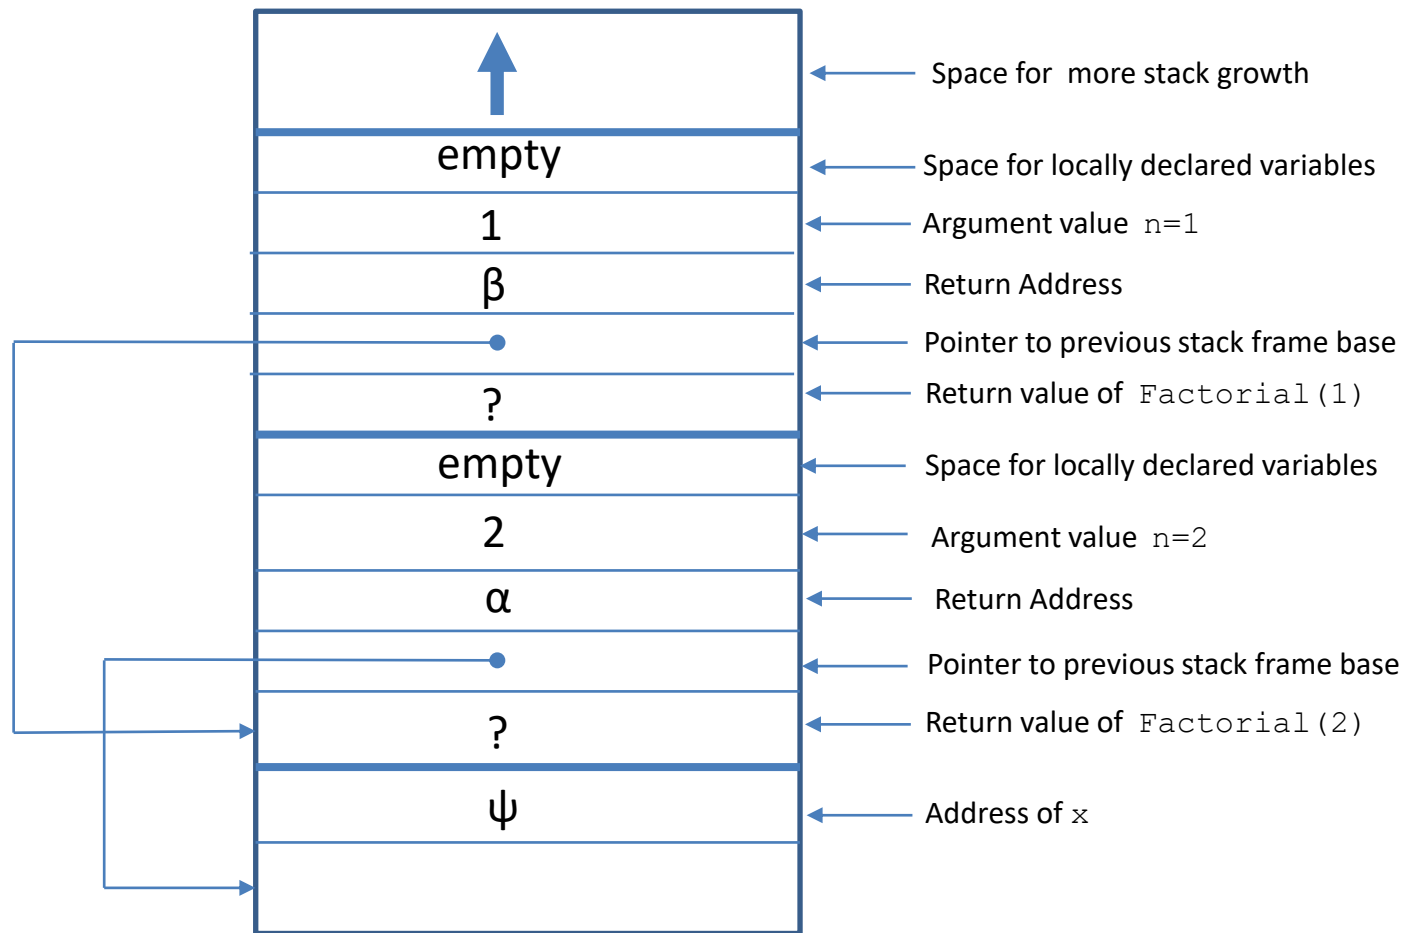 Space for more stack growth
empty
Space for locally declared variables
1
Argument value n=1
β
Return Address
Pointer to previous stack frame base
?
Return value of Factorial(1)
empty
Space for locally declared variables
2
Argument value n=2
α
Return Address
Pointer to previous stack frame base
?
Return value of Factorial(2)
ψ
Address of x